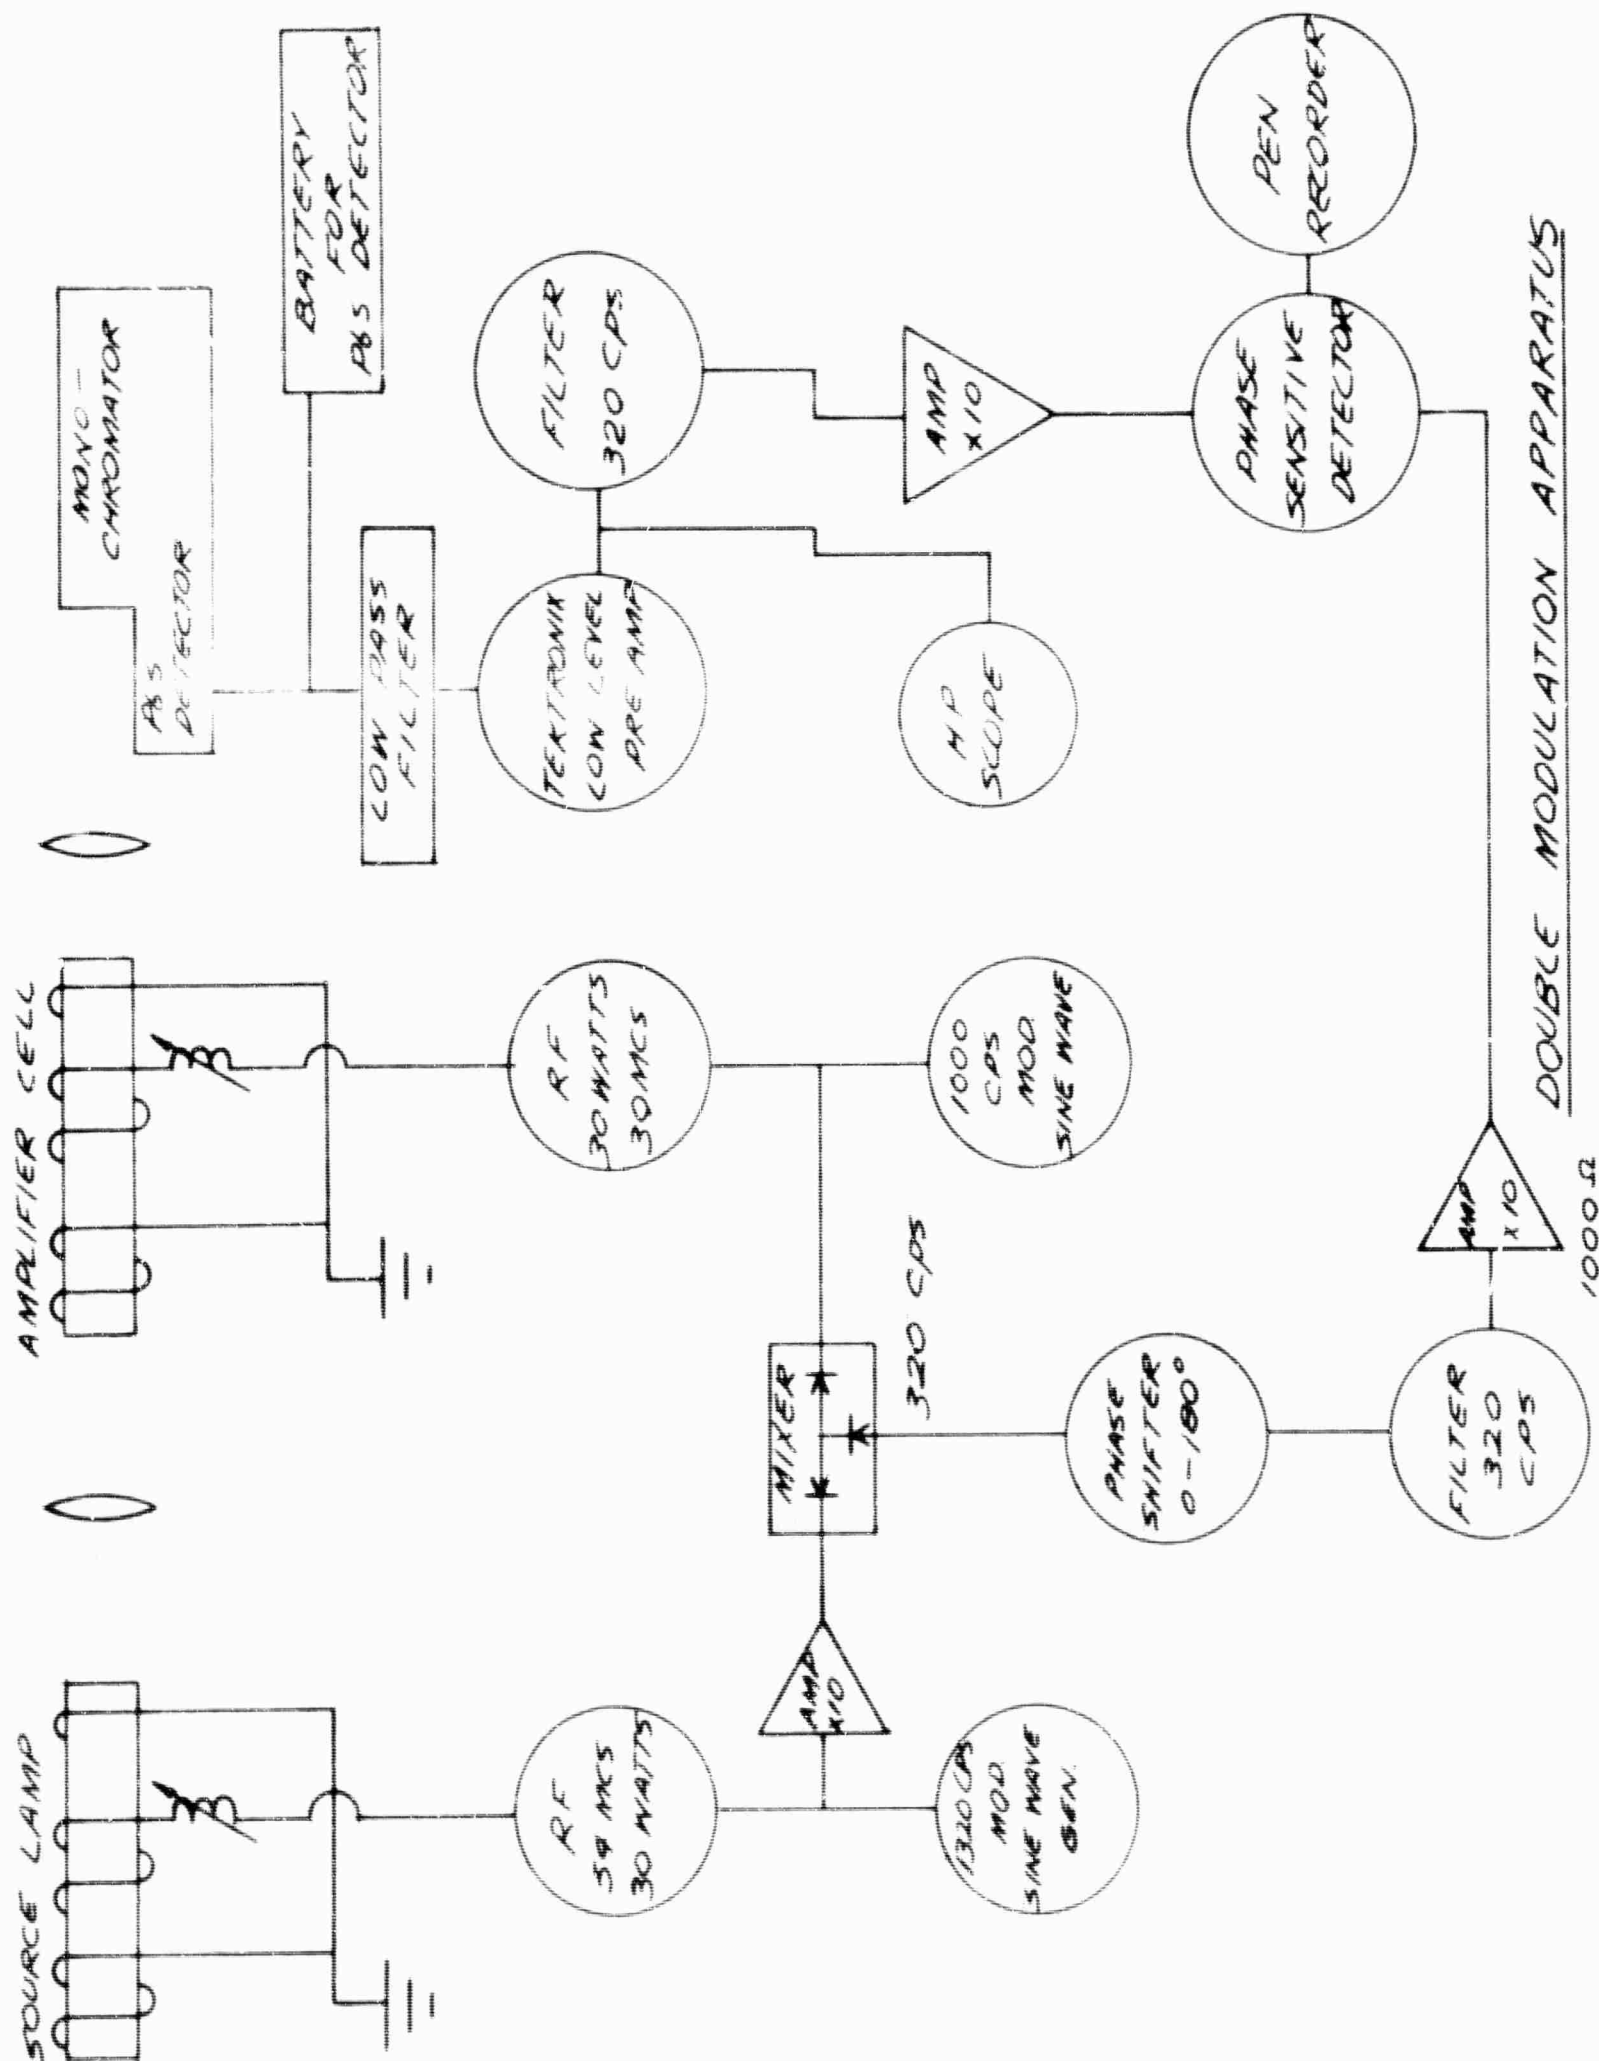 SOURCE LAMP
AMPLIFIER CELL
MONO-
CHROMATOR
PbS
DETECTOR
BATTERY
FOR
PbS DETECTOR
LOW PASS
FILTER
RF
54 MCS
30 WATTS
RF
30 WATTS
30 MCS
TEKTRONIX
LOW LEVEL
PRE AMP
FILTER
320 CPS
1320 CPS
MOD.
SINE WAVE
GEN.
AMP
X10
MIXER
320 CPS
1000
CPS
MOD.
SINE WAVE
HP
SCOPE
AMP
X10
PHASE
SHIFTER
0-180°
PHASE
SENSITIVE
DETECTOR
PEN
RECORDER
FILTER
320
CPS
AMP
X10
1000 Ω
DOUBLE MODULATION APPARATUS